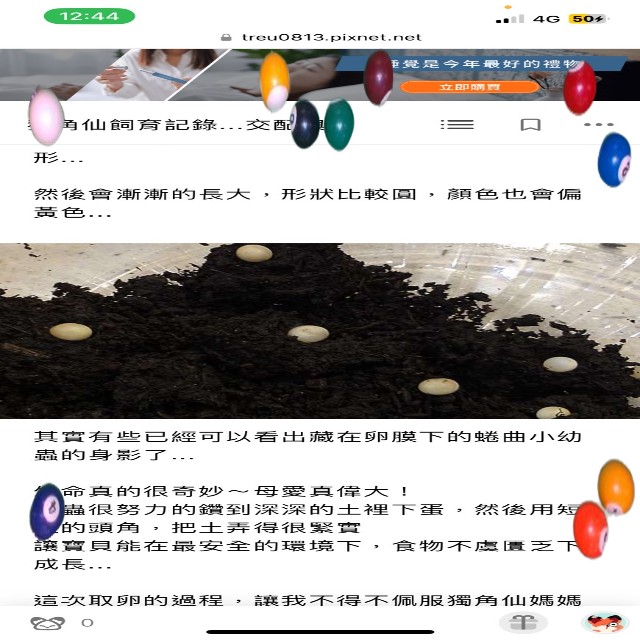 12:44
4G 50
treu0813.pixnet.net
覺是今年最好的禮物
立即購買
角仙飼育記錄...交配
形...
然後會漸漸的長大，形狀比較圓，顏色也會偏
黃色...
其實有些已經可以看出藏在卵膜下的蜷曲小幼
蟲的身影了...
命真的很奇妙～母愛真偉大！
蟲很努力的鑽到深深的土裡下蛋，然後用短
的頭角，把土弄得很緊實
讓寶貝能在最安全的環境下，食物不虞匱乏下
成長...
這次取卵的過程，讓我不得不佩服獨角仙媽媽
0